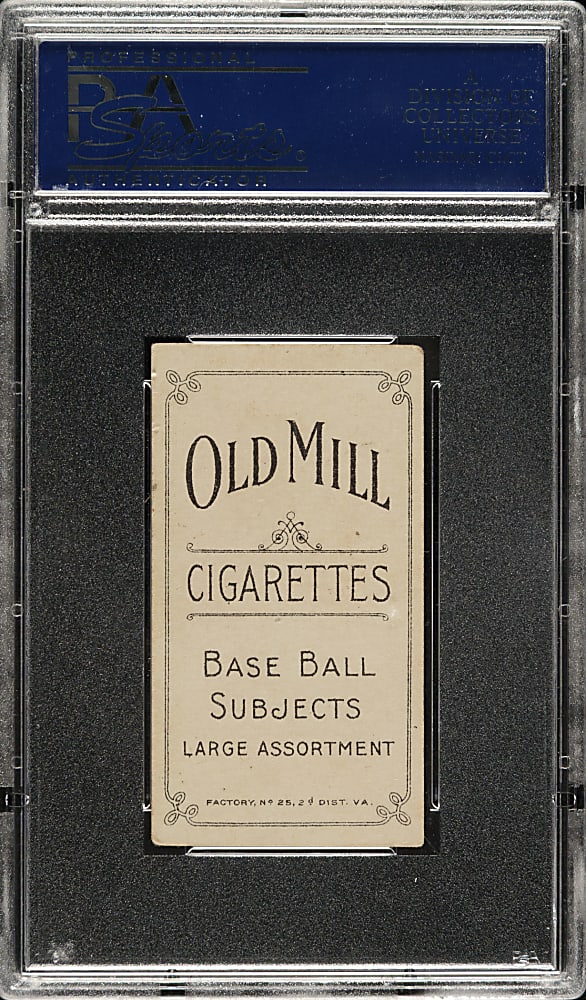 PROFESSIONAL
PSA
Sports
AUTHENTICATOR
A
DIVISION OF
COLLECTORS
UNIVERSE
OLD MILL
CIGARETTES
BASE BALL
SUBJECTS
LARGE ASSORTMENT
FACTORY, Nº 25, 2d DIST. VA.
PSA